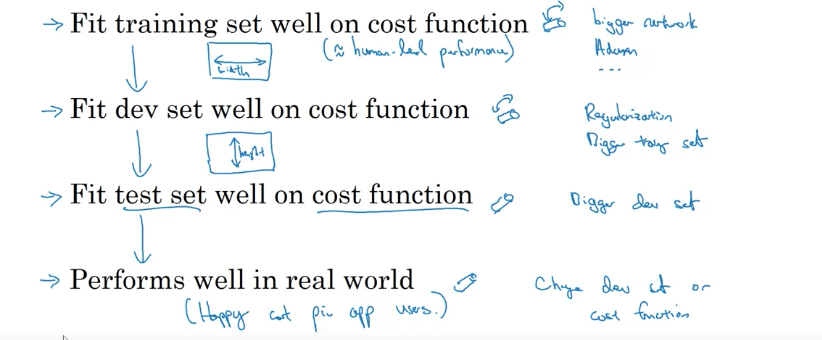 → Fit training set well on cost function
(≈ human-level performance)
bigger network
Adam
...
width
→ Fit dev set well on cost function
Regularization
Bigger training set
height
→ Fit test set well on cost function
Bigger dev set
→ Performs well in real world
(Happy cat pic app users.)
Change dev set or
cost function